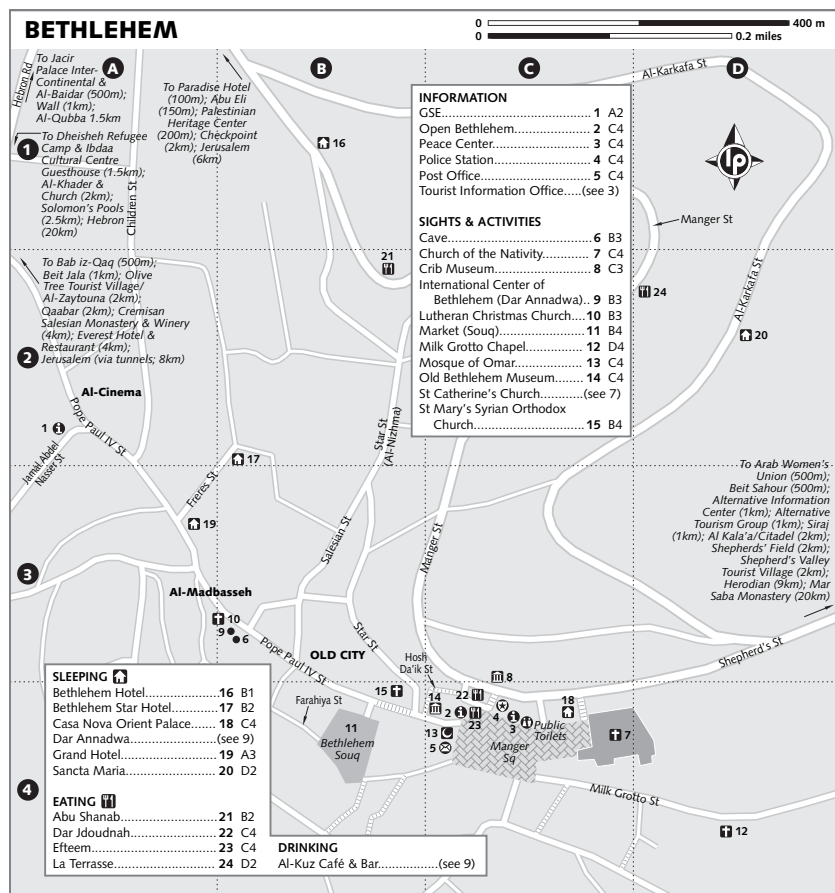 BETHLEHEM
0 400 m
0 0.2 miles
A
B
C
D
1
2
3
4
Hebron Rd
To Jacir
Palace Inter-
Continental &
Al-Baidar (500m);
Wall (1km);
Al-Qubba 1.5km
To Dheisheh Refugee
Camp & Ibdaa
Cultural Centre
Guesthouse (1.5km);
Al-Khader &
Church (2km);
Solomon's Pools
(2.5km); Hebron
(20km)
Children St
To Paradise Hotel
(100m); Abu Eli
(150m); Palestinian
Heritage Center
(200m); Checkpoint
(2km); Jerusalem
(6km)
16
21
Al-Karkafa St
lp
Manger St
24
Al-Karkafa St
20
INFORMATION
GSE 1 A2
Open Bethlehem 2 C4
Peace Center 3 C4
Police Station 4 C4
Post Office 5 C4
Tourist Information Office.....(see 3)
SIGHTS & ACTIVITIES
Cave 6 B3
Church of the Nativity 7 C4
Crib Museum 8 C3
International Center of
Bethlehem (Dar Annadwa).. 9 B3
Lutheran Christmas Church.... 10 B3
Market (Souq) 11 B4
Milk Grotto Chapel 12 D4
Mosque of Omar 13 C4
Old Bethlehem Museum 14 C4
St Catherine's Church (see 7)
St Mary's Syrian Orthodox
Church 15 B4
To Bab iz-Qaq (500m);
Beit Jala (1km); Olive
Tree Tourist Village/
Al-Zaytouna (2km);
Qaabar (2km); Cremisan
Salesian Monastery & Winery
(4km); Everest Hotel &
Restaurant (4km);
Jerusalem (via tunnels; 8km)
Al-Cinema
1 i
Pope Paul IV St
Jamal Abdel
Nasser St
17
Freres St
19
Star St
(Al-Nizhma)
Salesian St
Manger St
To Arab Women's
Union (500m);
Beit Sahour (500m);
Alternative Information
Center (1km); Alternative
Tourism Group (1km); Siraj
(1km); Al Kala'a/Citadel (2km);
Shepherds' Field (2km);
Shepherd's Valley
Tourist Village (2km);
Herodian (9km); Mar
Saba Monastery (20km)
Al-Madbasseh
10
9
6
Pope Paul IV St
OLD CITY
Star St
Hosh
Da'ik St
8
Shepherd's St
15
14
22
2 i
23
4
3
i
18
Public
Toilets
Farahiya St
11
Bethlehem
Souq
13
5
Manger
Sq
7
Milk Grotto St
12
SLEEPING
Bethlehem Hotel 16 B1
Bethlehem Star Hotel 17 B2
Casa Nova Orient Palace 18 C4
Dar Annadwa (see 9)
Grand Hotel 19 A3
Sancta Maria 20 D2
EATING
Abu Shanab 21 B2
Dar Jdoudnah 22 C4
Efteem 23 C4
La Terrasse 24 D2
DRINKING
Al-Kuz Café & Bar (see 9)